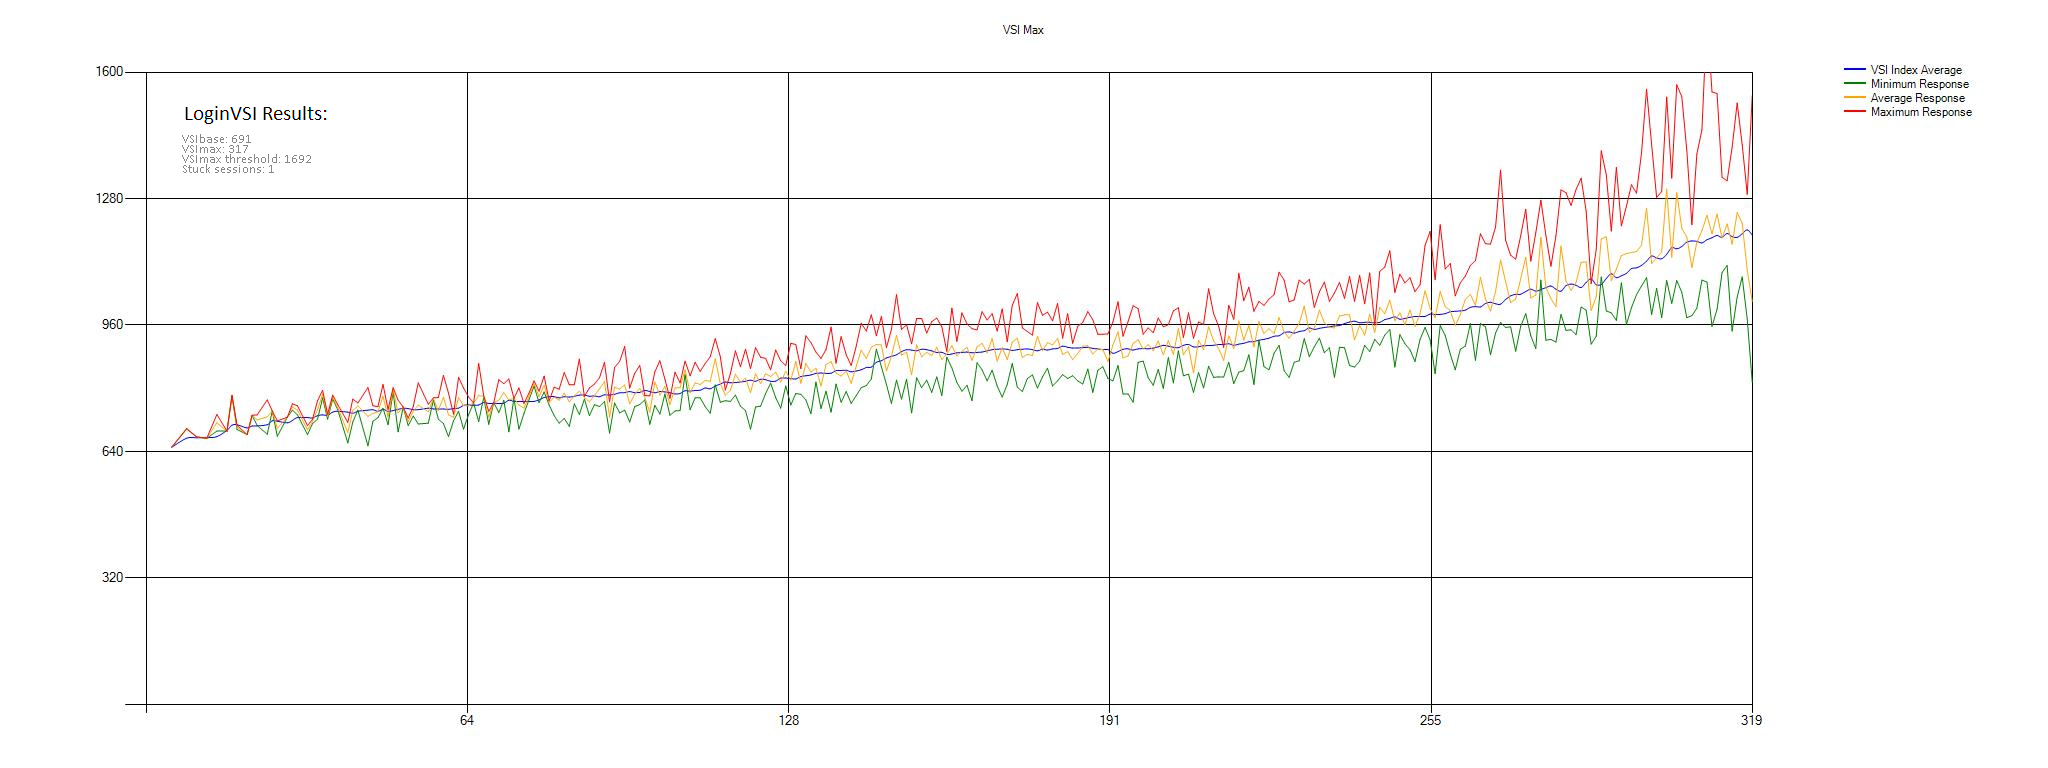 VSI Max
1600
1280
960
640
320
LoginVSI Results:
VSIbase: 691
VSImax: 317
VSImax threshold: 1692
Stuck sessions: 1
VSI Index Average
Minimum Response
Average Response
Maximum Response
64
128
191
255
319